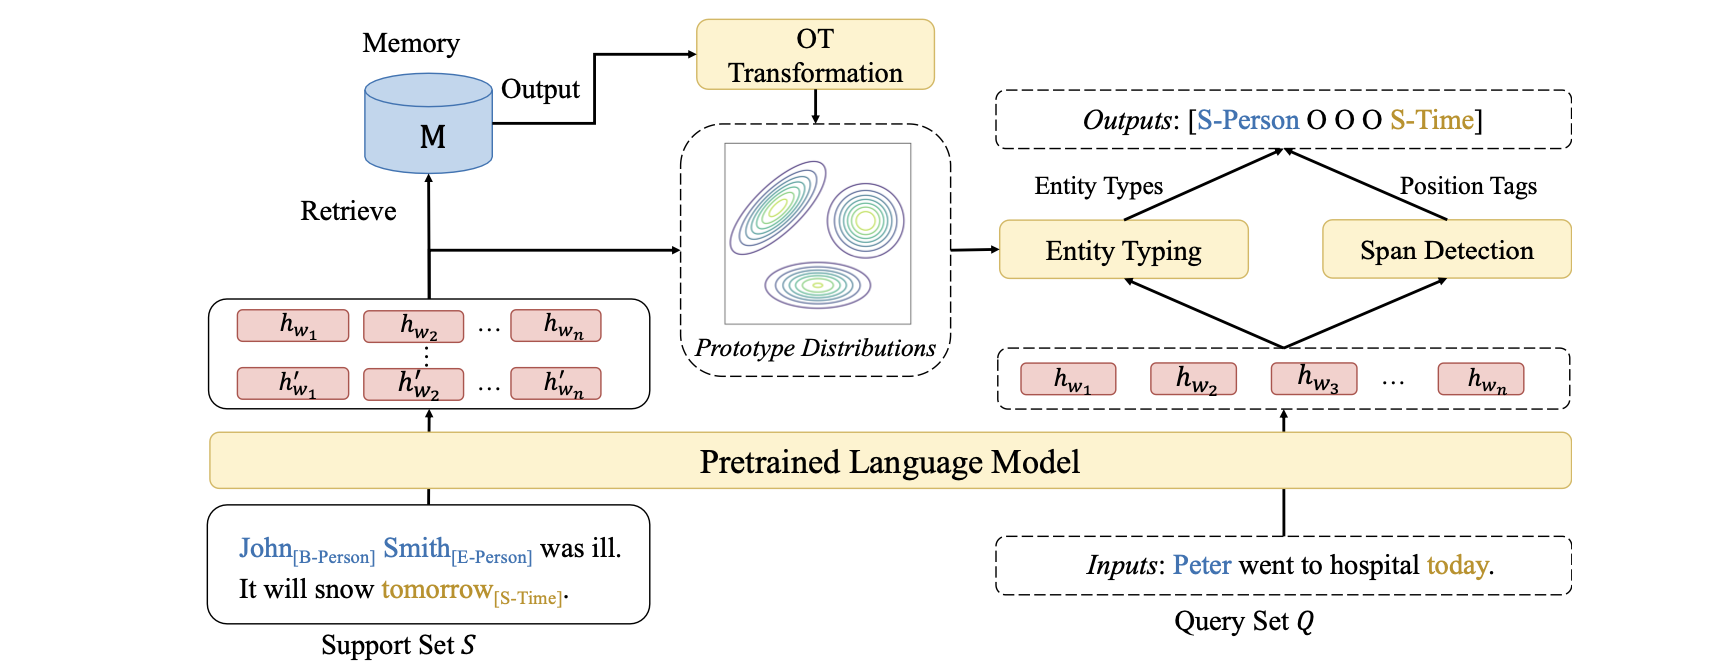 Memory
M
Output
OT
Transformation
Retrieve
Outputs: [S-Person O O O S-Time]
Entity Types
Position Tags
Entity Typing
Span Detection
Prototype Distributions
h_{w_1} h_{w_2} … h_{w_n}
⋮
h'_{w_1} h'_{w_2} … h'_{w_n}
h_{w_1} h_{w_2} h_{w_3} … h_{w_n}
Pretrained Language Model
John[B-Person] Smith[E-Person] was ill.
It will snow tomorrow[S-Time].
Support Set S
Inputs: Peter went to hospital today.
Query Set Q